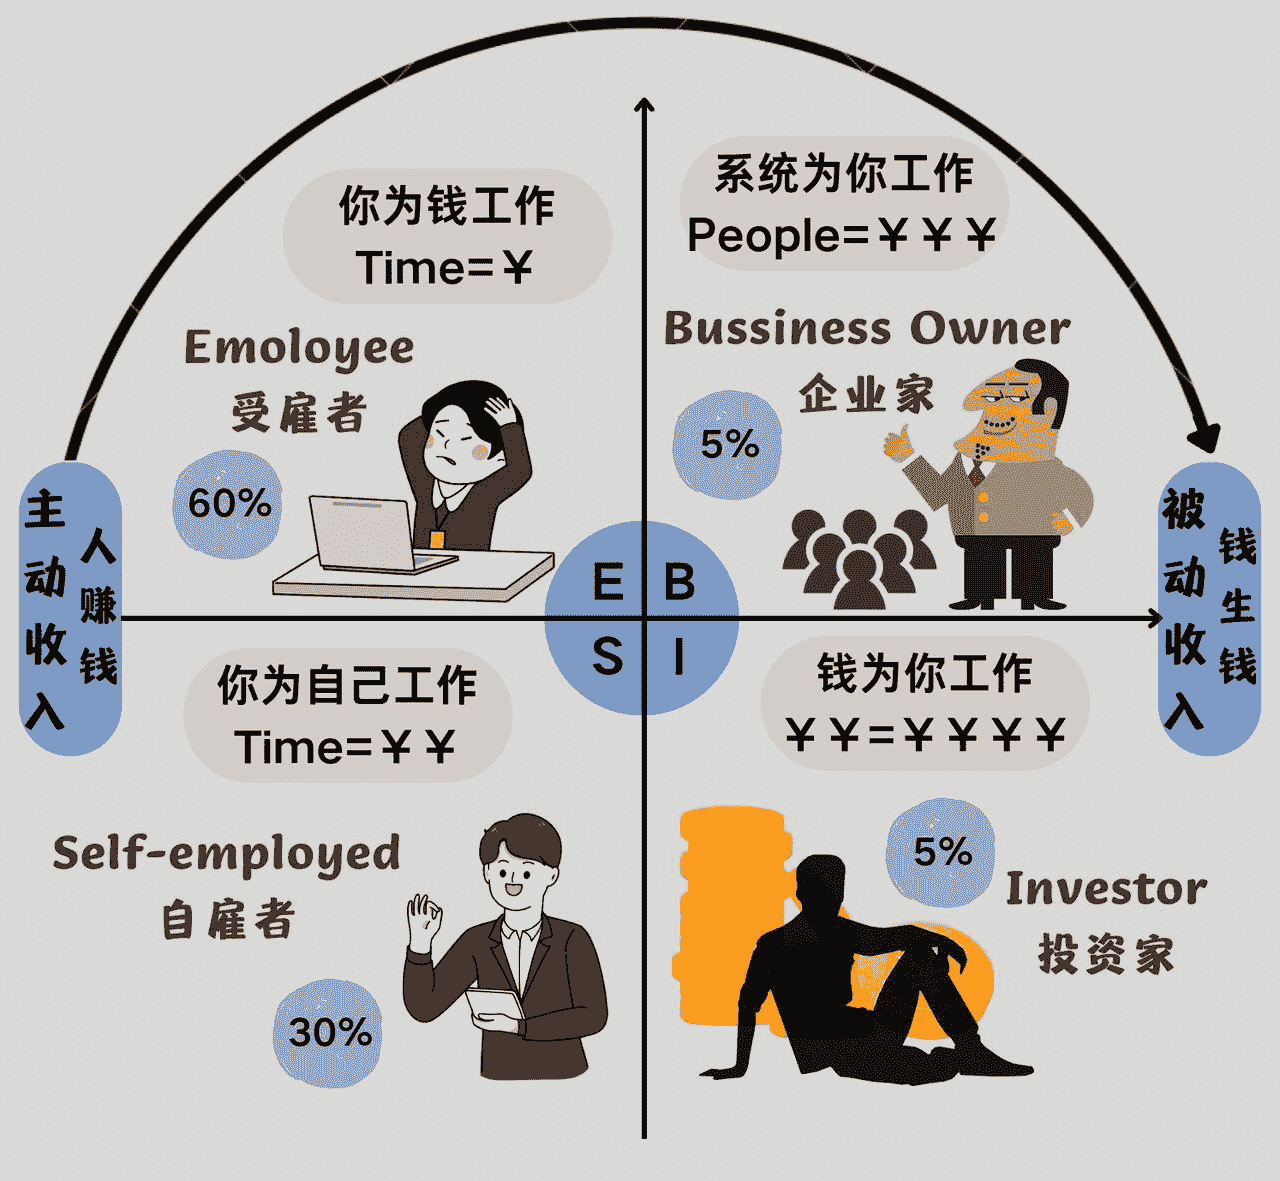 你为钱工作
Time=¥
Emoloyee
受雇者
60%
系统为你工作
People=¥¥¥
Bussiness Owner
企业家
5%
主动收入
人赚钱
被动收入
钱生钱
E B
S I
你为自己工作
Time=¥¥
Self-employed
自雇者
30%
钱为你工作
¥¥=¥¥¥¥
5%
Investor
投资家